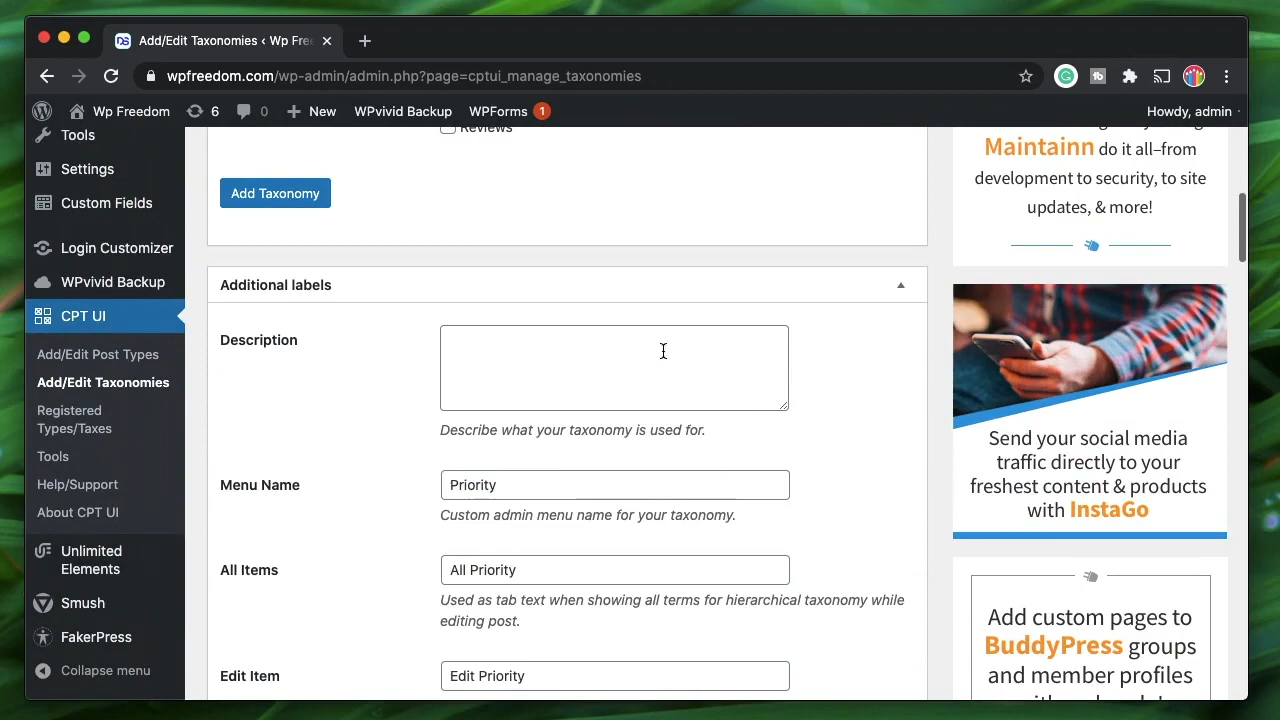 Add/Edit Taxonomies ‹ Wp Free
wpfreedom.com/wp-admin/admin.php?page=cptui_manage_taxonomies
Wp Freedom
6
0
New
WPvivid Backup
WPForms 1
Howdy, admin
Tools
Settings
Custom Fields
Login Customizer
WPvivid Backup
CPT UI
Add/Edit Post Types
Add/Edit Taxonomies
Registered
Types/Taxes
Tools
Help/Support
About CPT UI
Unlimited
Elements
Smush
FakerPress
Collapse menu
Reviews
Add Taxonomy
Additional labels
Description
Describe what your taxonomy is used for.
Menu Name
Priority
Custom admin menu name for your taxonomy.
All Items
All Priority
Used as tab text when showing all terms for hierarchical taxonomy while
editing post.
Edit Item
Edit Priority
Maintainn do it all–from
development to security, to site
updates, & more!
Send your social media
traffic directly to your
freshest content & products
with InstaGo
Add custom pages to
BuddyPress groups
and member profiles